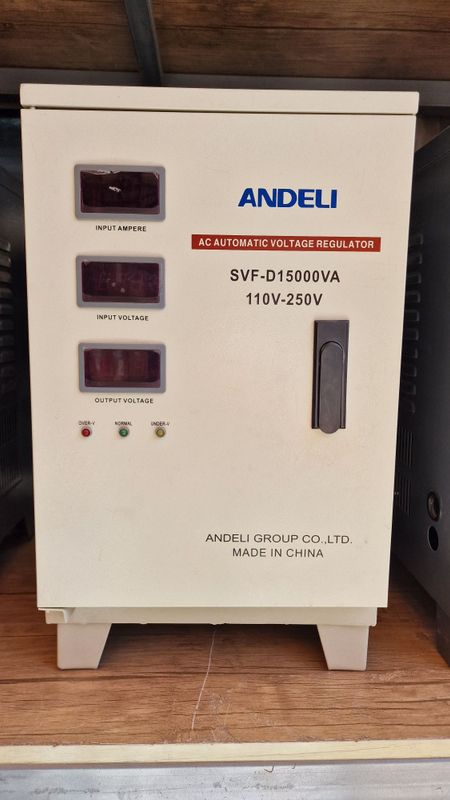 ANDELI
INPUT AMPERE
AC AUTOMATIC VOLTAGE REGULATOR
SVF-D15000VA
110V-250V
INPUT VOLTAGE
OUTPUT VOLTAGE
OVER-V NORMAL UNDER-V
ANDELI GROUP CO.,LTD.
MADE IN CHINA